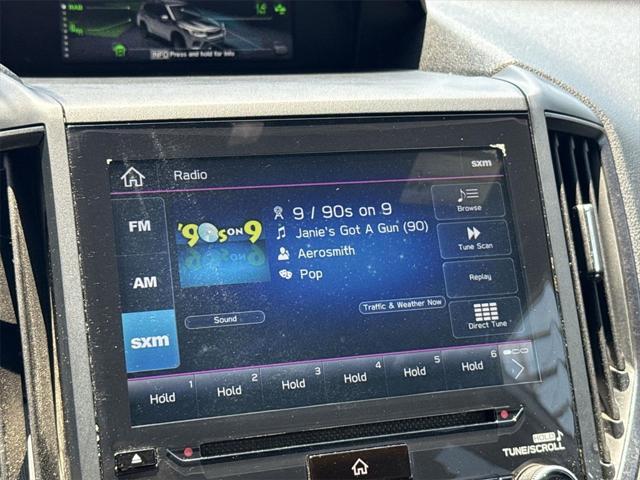 RAB
INFO Press and hold for info
Radio
sxm
FM
AM
sxm
'90s ON 9
9 / 90s on 9
Janie's Got A Gun (90)
Aerosmith
Pop
Browse
Tune Scan
Replay
Direct Tune
Sound
Traffic & Weather Now
1 Hold
2 Hold
3 Hold
4 Hold
5 Hold
6 Hold
HOLD
TUNE/SCROLL